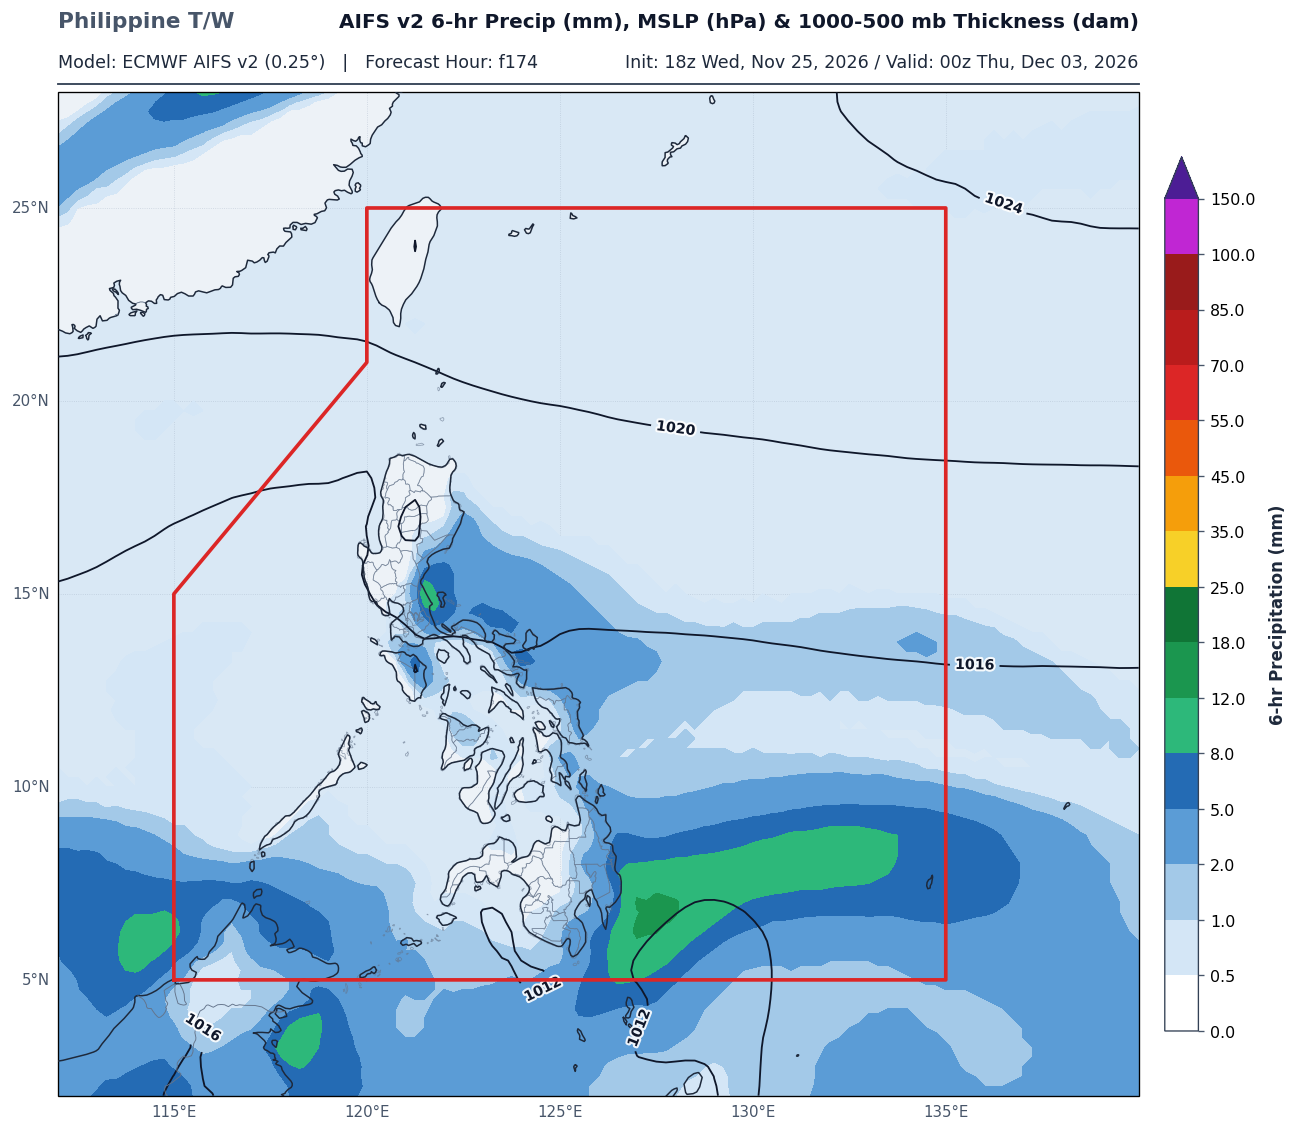 Philippine T/W
AIFS v2 6-hr Precip (mm), MSLP (hPa) & 1000-500 mb Thickness (dam)
Model: ECMWF AIFS v2 (0.25°) | Forecast Hour: f174
Init: 18z Wed, Nov 25, 2026 / Valid: 00z Thu, Dec 03, 2026
25°N
20°N
15°N
10°N
5°N
1024
1020
1016
1012
1012
1016
115°E
120°E
125°E
130°E
135°E
150.0
100.0
85.0
70.0
55.0
45.0
35.0
25.0
18.0
12.0
8.0
5.0
2.0
1.0
0.5
0.0
6-hr Precipitation (mm)